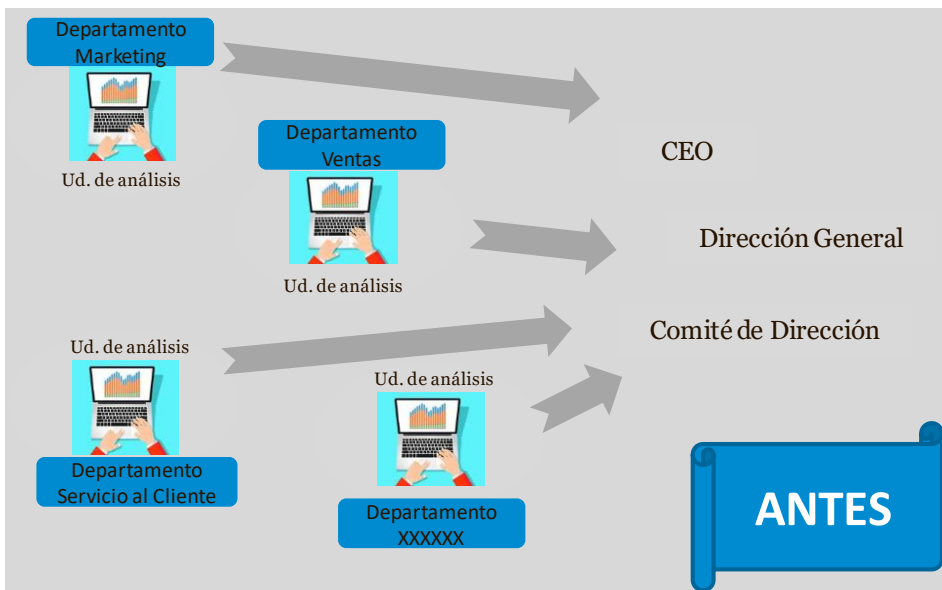 Departamento
Marketing
Ud. de análisis
Departamento
Ventas
Ud. de análisis
CEO
Dirección General
Comité de Dirección
Ud. de análisis
Departamento
Servicio al Cliente
Ud. de análisis
Departamento
XXXXXX
ANTES